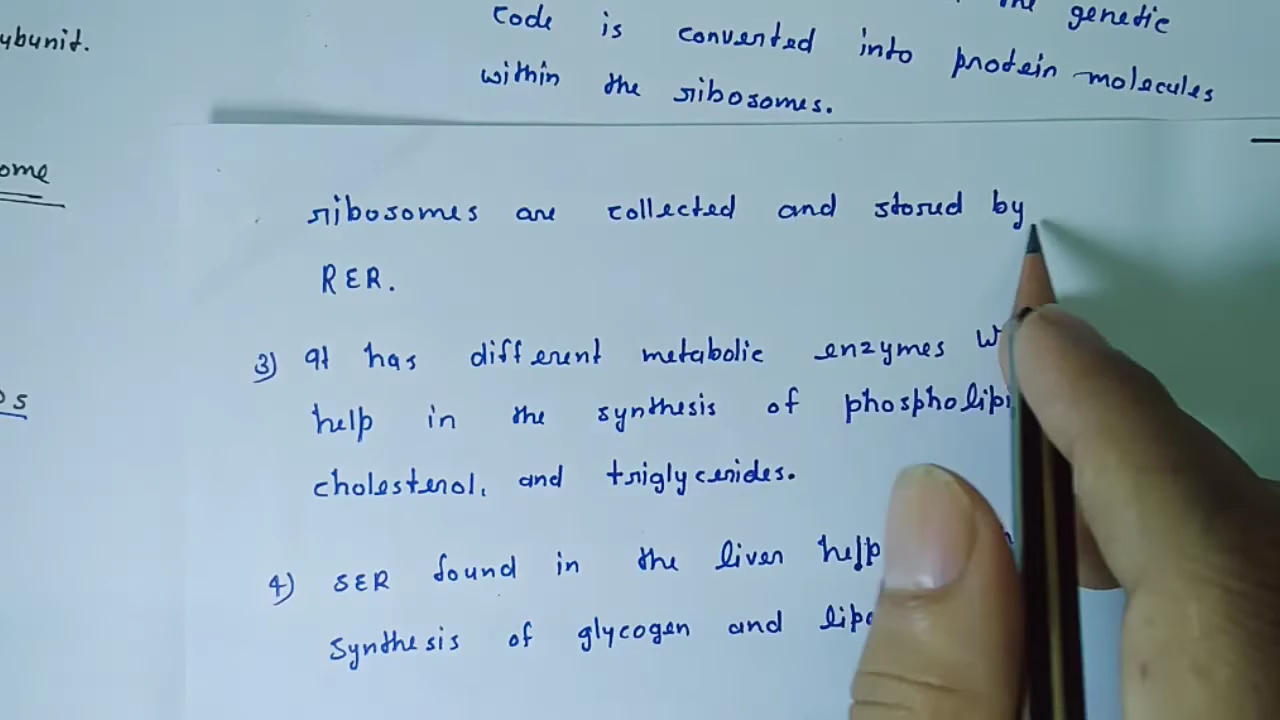 genetic
code is converted into protein molecules
within the ribosomes.
ribosomes are collected and stored by
RER.
3) It has different metabolic enzymes
help in the synthesis of
cholesterol, and triglycerides.
4) SER found in the liver help
Synthesis of glycogen and